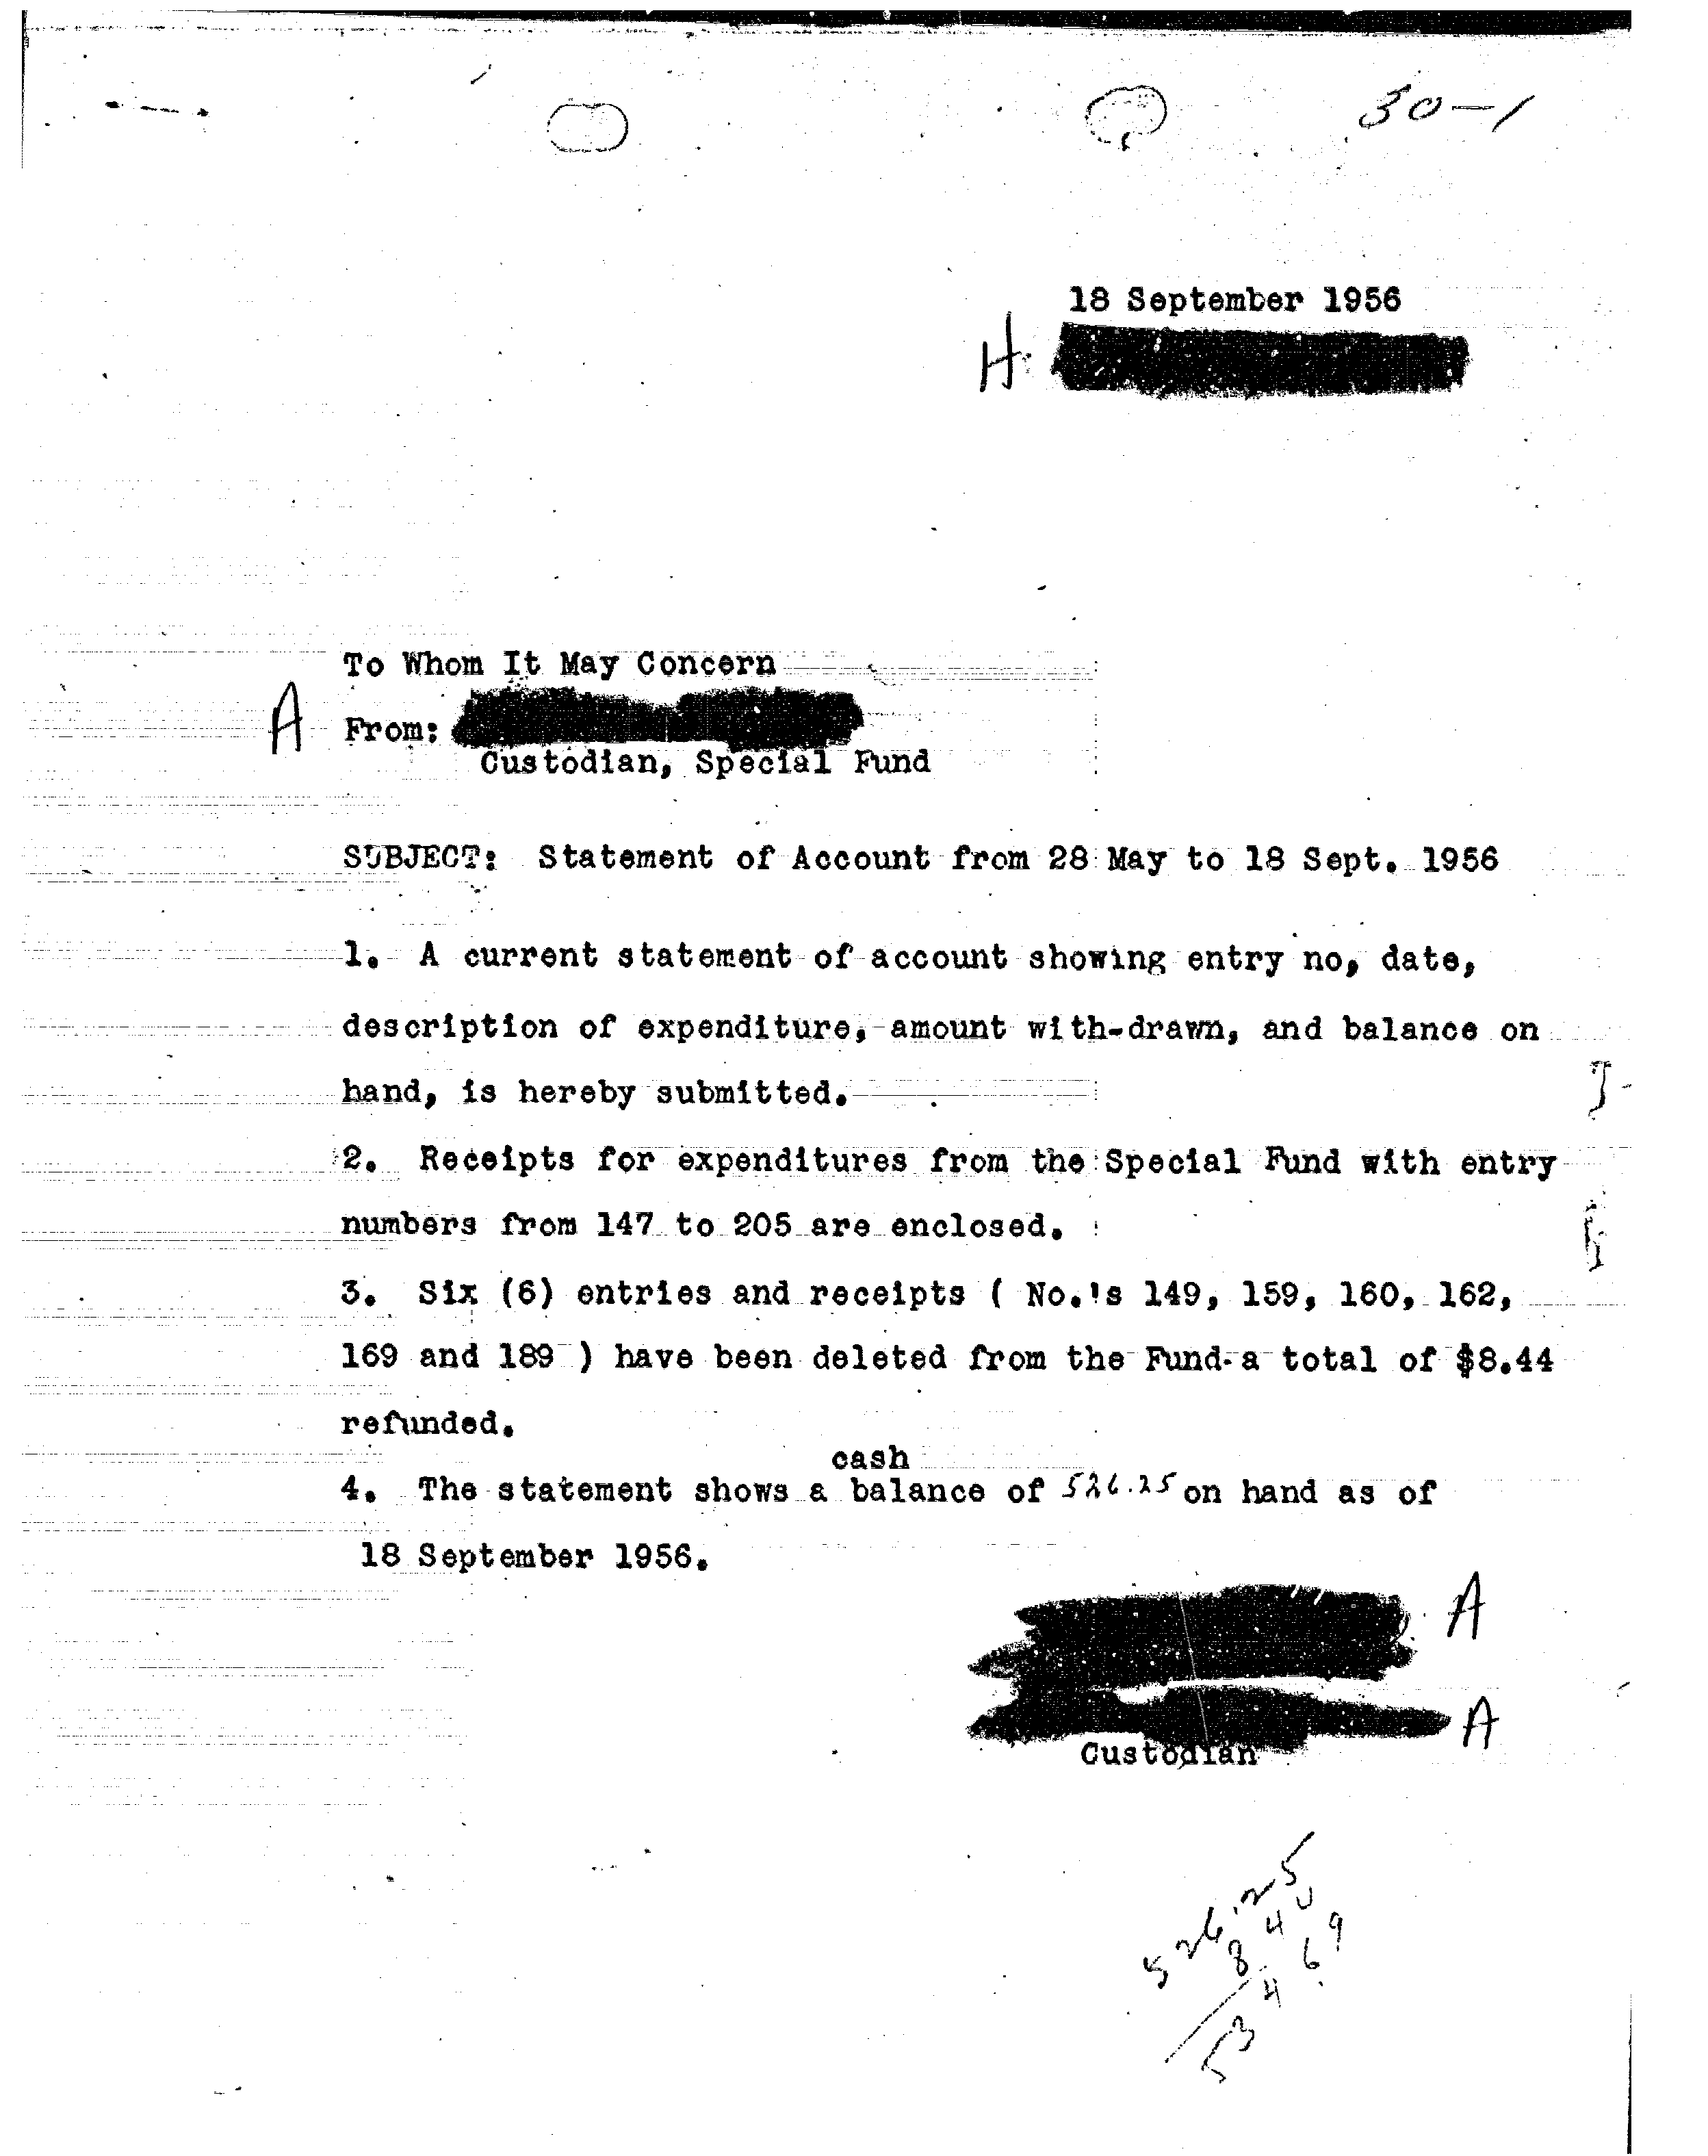 30-1
18 September 1956
H
To Whom It May Concern
A From:
Custodian, Special Fund
SUBJECT: Statement of Account from 28 May to 18 Sept. 1956
1. A current statement of account showing entry no, date,
description of expenditure, amount with-drawn, and balance on
hand, is hereby submitted.
2. Receipts for expenditures from the Special Fund with entry
numbers from 147 to 205 are enclosed.
3. Six (6) entries and receipts ( No.'s 149, 159, 160, 162,
169 and 189 ) have been deleted from the Fund-a total of $8.44
refunded.
cash
4. The statement shows a balance of 526.25 on hand as of
18 September 1956.
A
A
Custodian
526.25
8.44
534.69